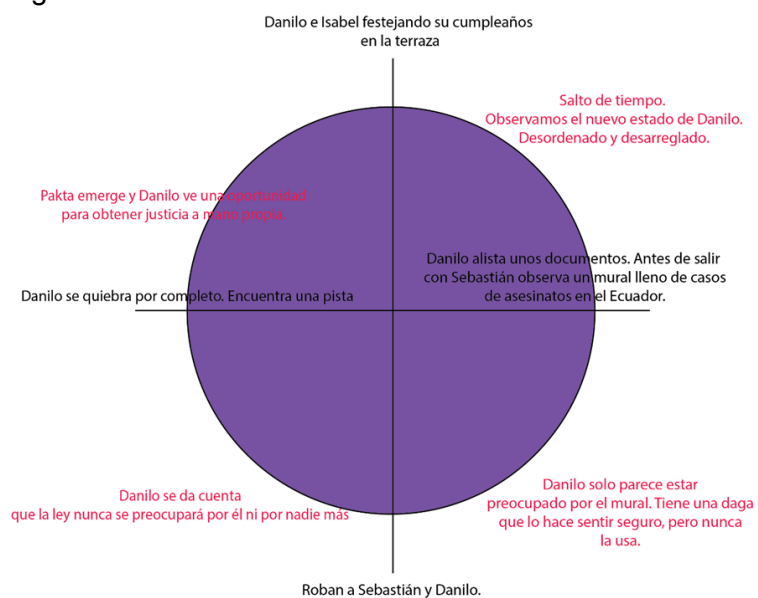 Danilo e Isabel festejando su cumpleaños
en la terraza
Salto de tiempo.
Observamos el nuevo estado de Danilo.
Desordenado y desarreglado.
Pakta emerge y Danilo ve una oportunidad
para obtener justicia a mano propia.
Danilo alista unos documentos. Antes de salir
con Sebastián observa un mural lleno de casos
de asesinatos en el Ecuador.
Danilo se quiebra por completo. Encuentra una pista
Danilo se da cuenta
que la ley nunca se preocupará por él ni por nadie más
Danilo solo parece estar
preocupado por el mural. Tiene una daga
que lo hace sentir seguro, pero nunca
la usa.
Roban a Sebastián y Danilo.